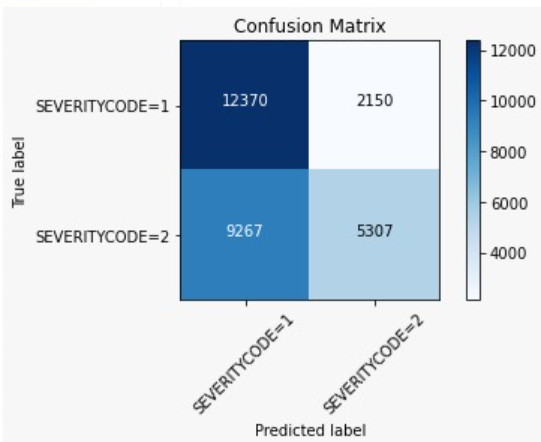 Confusion Matrix
SEVERITYCODE=1
12370
2150
SEVERITYCODE=2
9267
5307
True label
SEVERITYCODE=1
SEVERITYCODE=2
Predicted label
12000
10000
8000
6000
4000